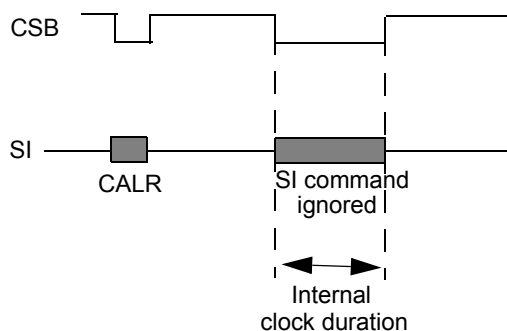 CSB
SI
CALR
SI command
ignored
Internal
clock duration